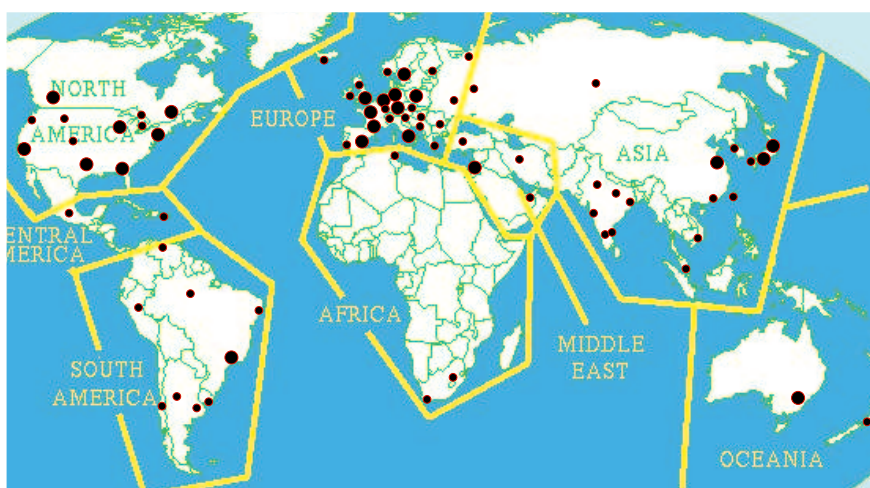 NORTH
AMERICA
EUROPE
ASIA
ENTRAL
MERICA
AFRICA
MIDDLE
EAST
SOUTH
AMERICA
OCEANIA